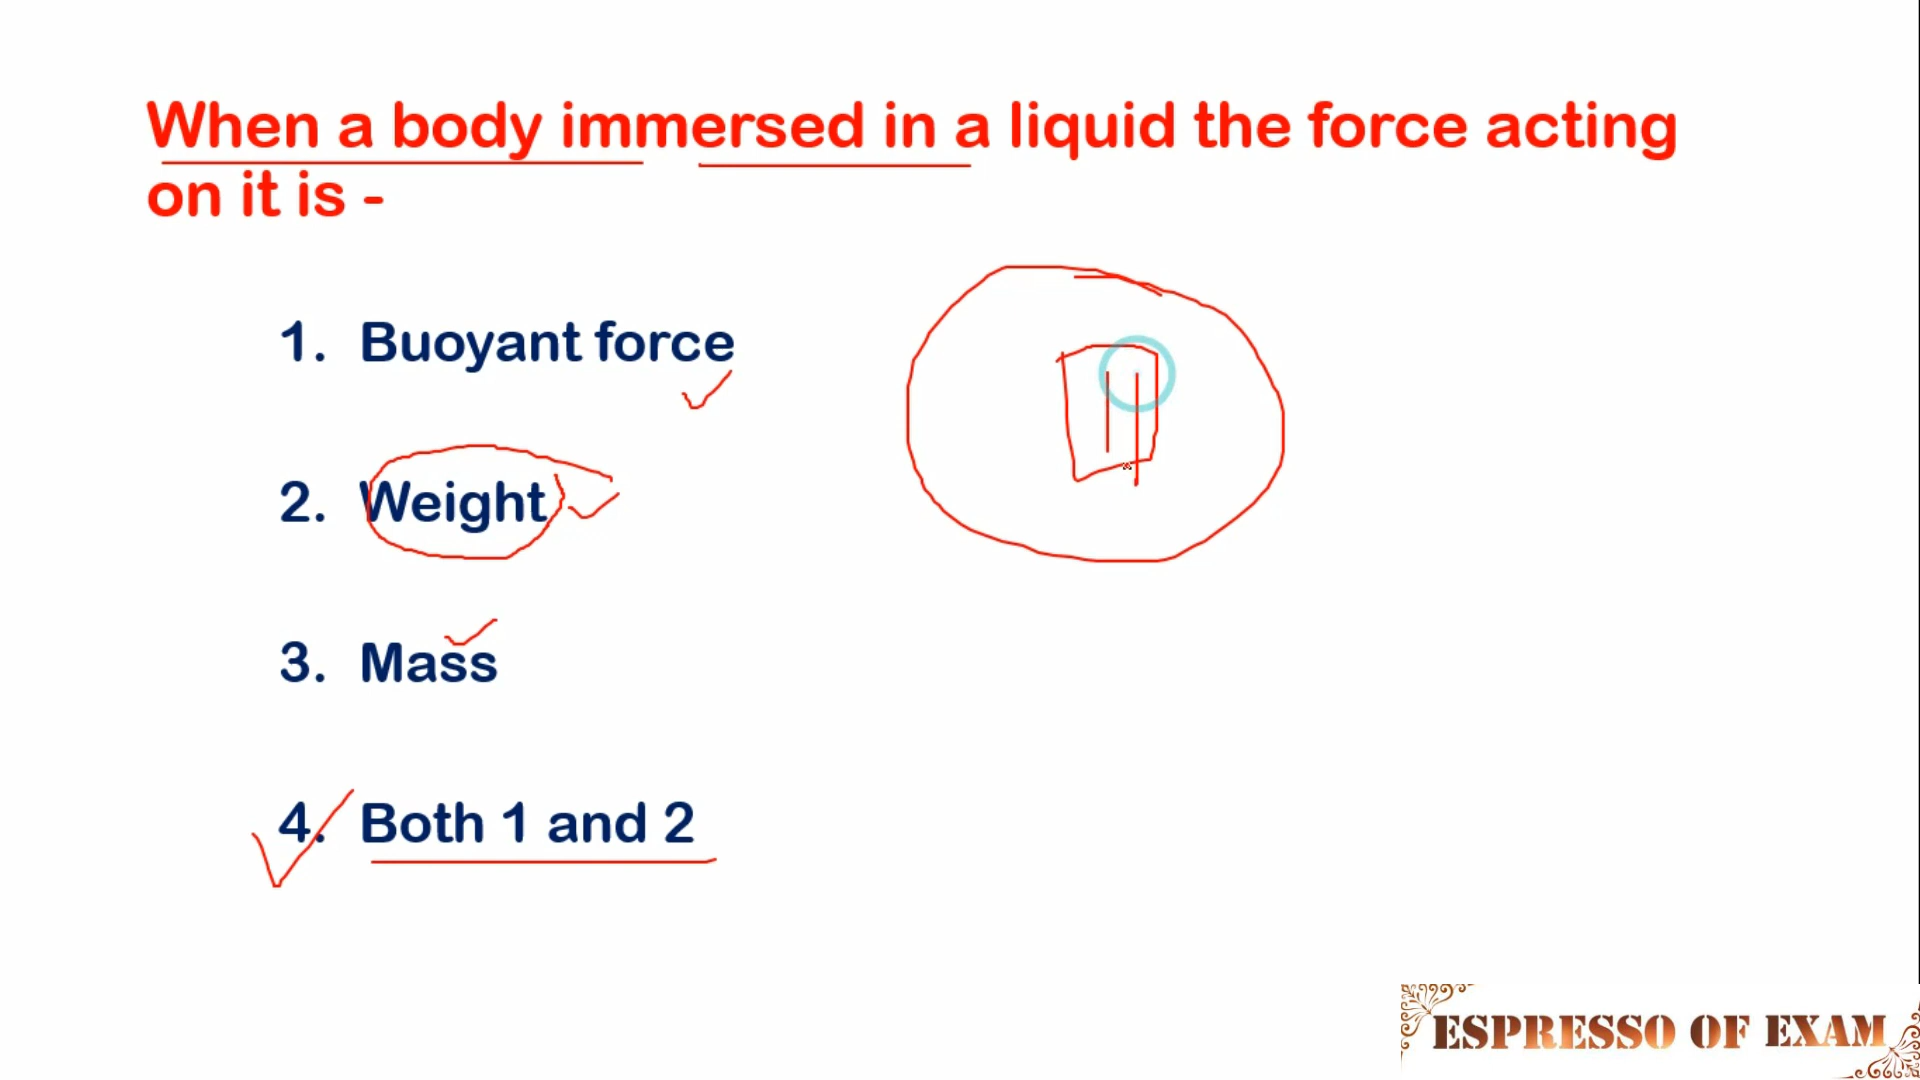 When a body immersed in a liquid the force acting
on it is -
1. Buoyant force
2. Weight
3. Mass
4. Both 1 and 2
ESPRESSO OF EXAM